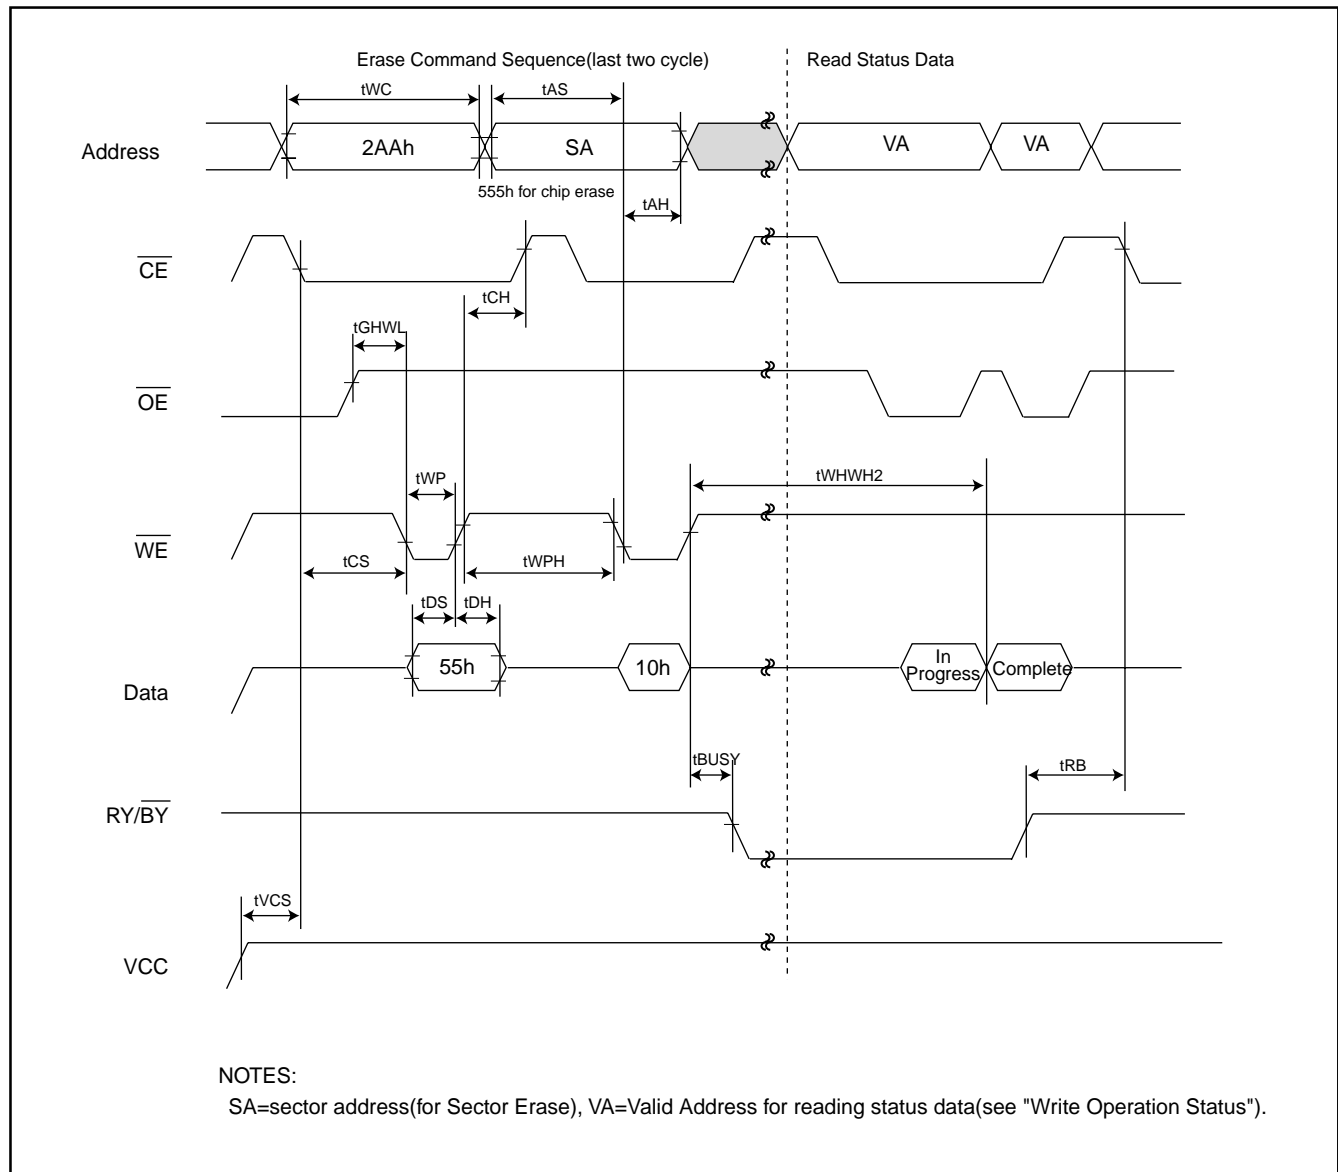 Erase Command Sequence(last two cycle)
Read Status Data
tWC
tAS
Address
2AAh
SA
VA
VA
555h for chip erase
tAH
CE
tCH
tGHWL
OE
tWP
tWHWH2
WE
tCS
tWPH
tDS
tDH
Data
55h
10h
In
Progress
Complete
tBUSY
tRB
RY/BY
tVCS
VCC
NOTES:
SA=sector address(for Sector Erase), VA=Valid Address for reading status data(see "Write Operation Status").